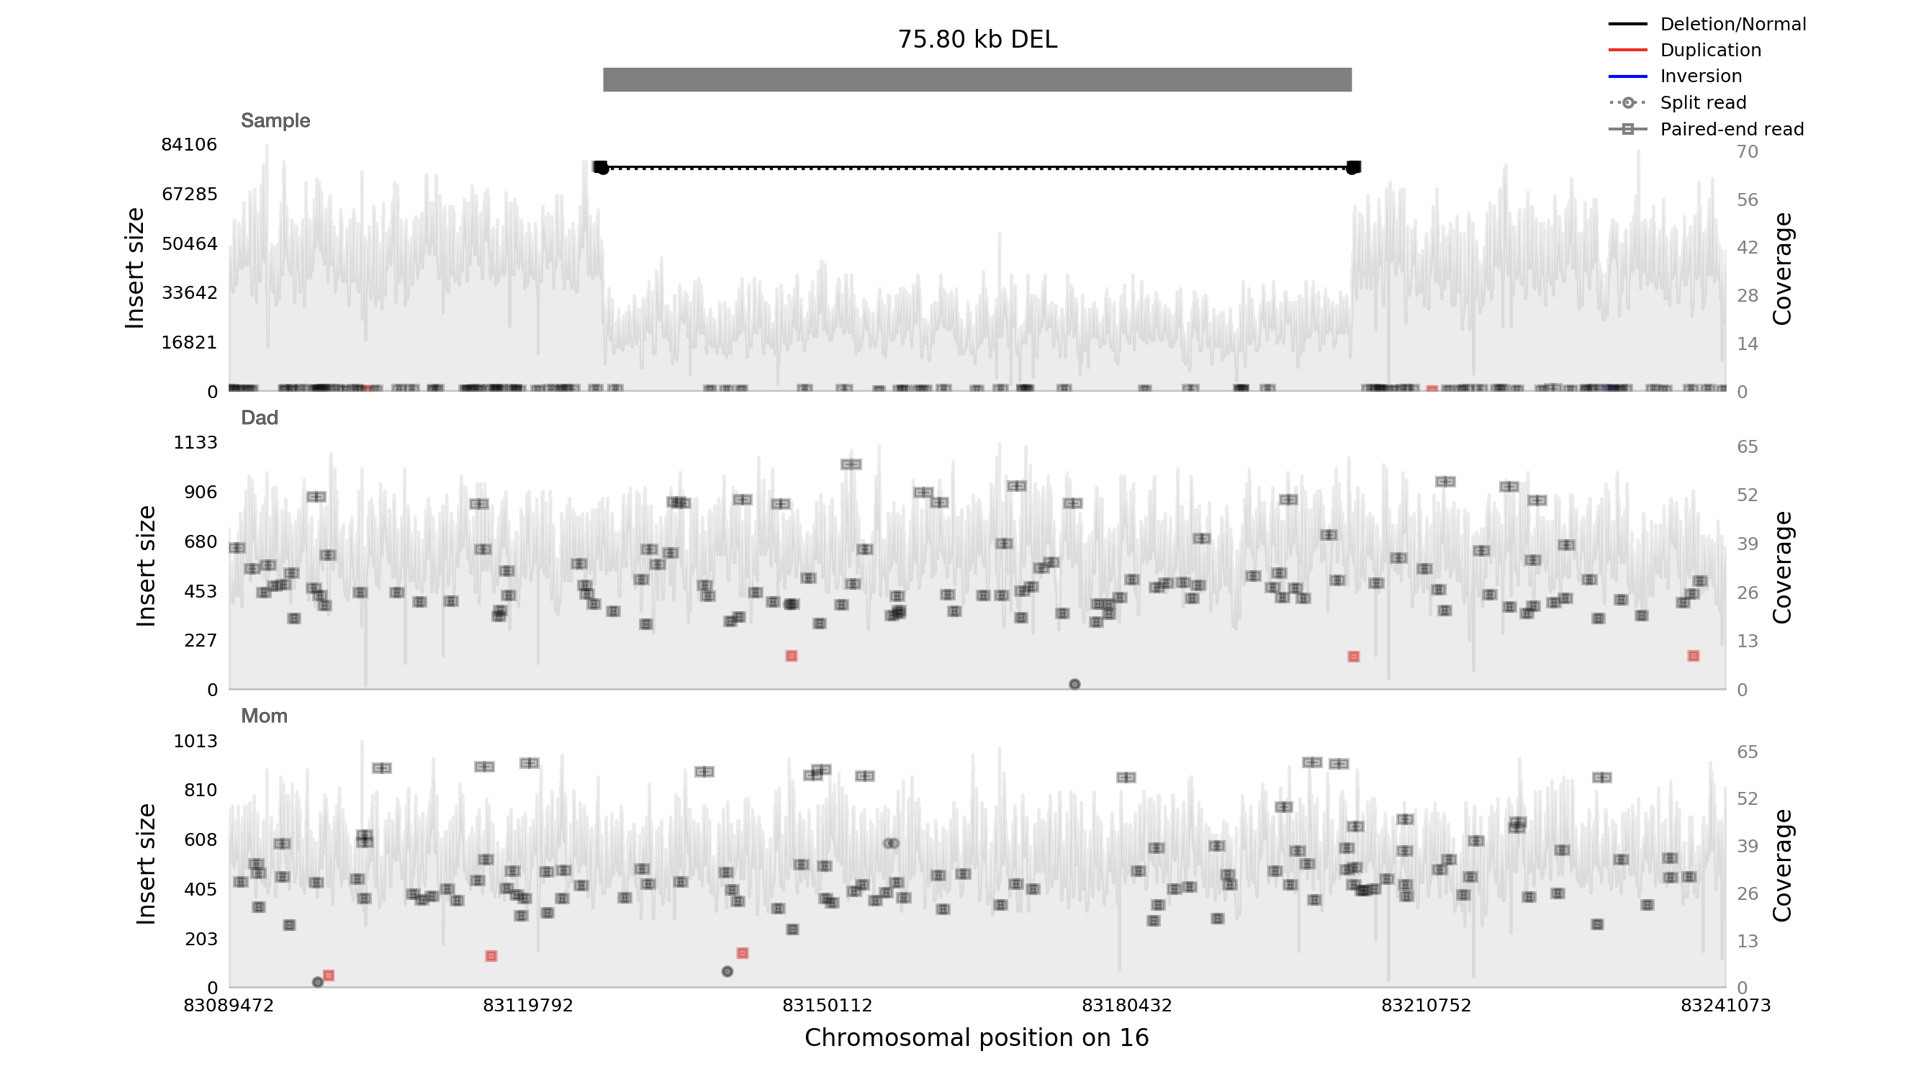 75.80 kb DEL
Deletion/Normal
Duplication
Inversion
Split read
Paired-end read
Sample
84106
67285
50464
33642
16821
0
Insert size
70
56
42
28
14
0
Coverage
Dad
1133
906
680
453
227
0
Insert size
65
52
39
26
13
0
Coverage
Mom
1013
810
608
405
203
0
Insert size
65
52
39
26
13
0
Coverage
83089472 83119792 83150112 83180432 83210752 83241073
Chromosomal position on 16